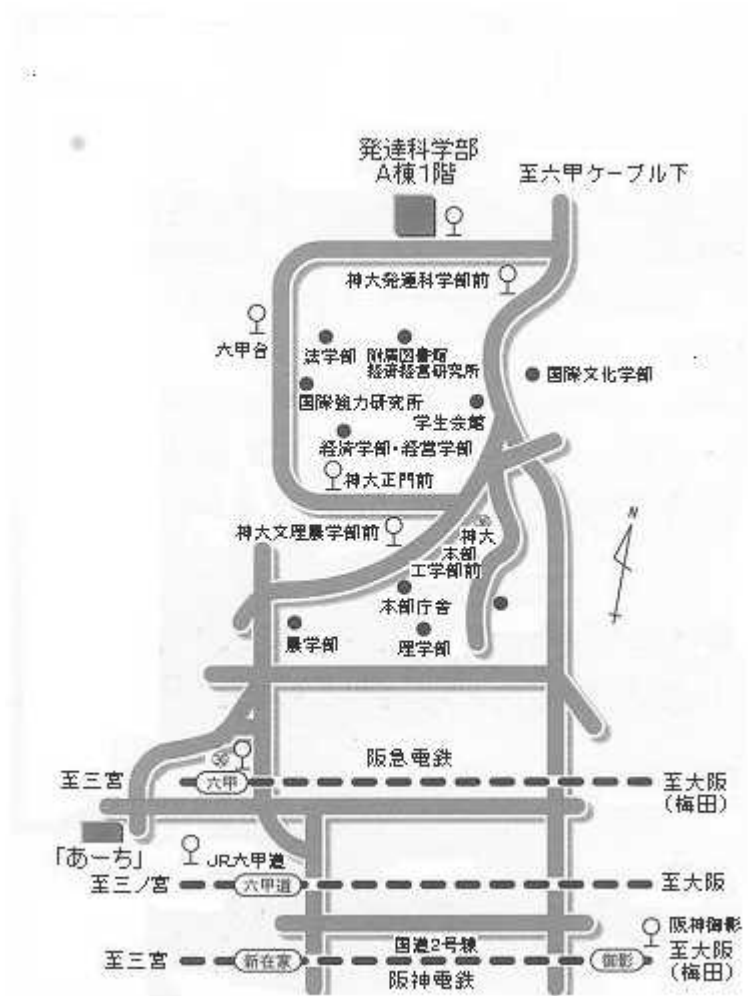 発達科学部
A棟1階
至六甲ケーブル下
神大発達科学部前
六甲台
法学部
附属図書館
経済経営研究所
国際文化学部
国際強力研究所
学生会館
経済学部・経営学部
神大正門前
N
神大文理農学部前
神大
本部
工学部前
本部庁舎
農学部
理学部
阪急電鉄
至三宮
六甲
至大阪
(梅田)
「あーち」
JR六甲道
至三ノ宮
六甲道
至大阪
阪神御影
国道2号線
至三宮
新在家
御影
至大阪
(梅田)
阪神電鉄